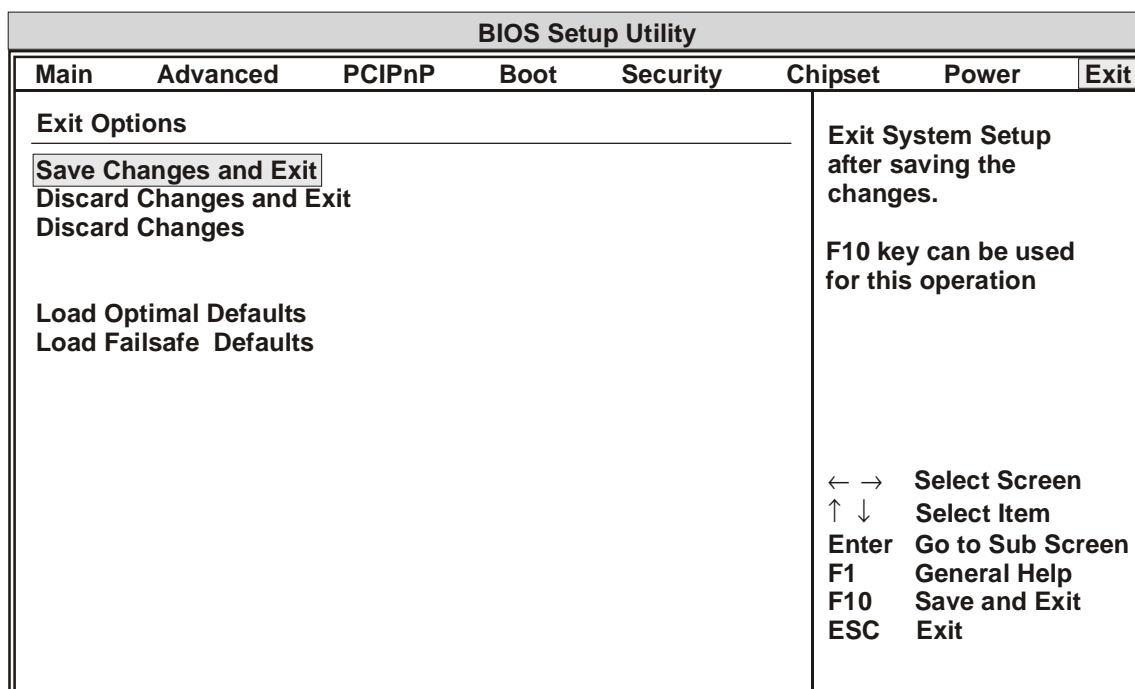 BIOS Setup Utility
Main Advanced PCIPnP Boot Security Chipset Power Exit
Exit Options
Save Changes and Exit
Discard Changes and Exit
Discard Changes
Load Optimal Defaults
Load Failsafe Defaults
Exit System Setup
after saving the
changes.
F10 key can be used
for this operation
← → Select Screen
↑ ↓ Select Item
Enter Go to Sub Screen
F1 General Help
F10 Save and Exit
ESC Exit